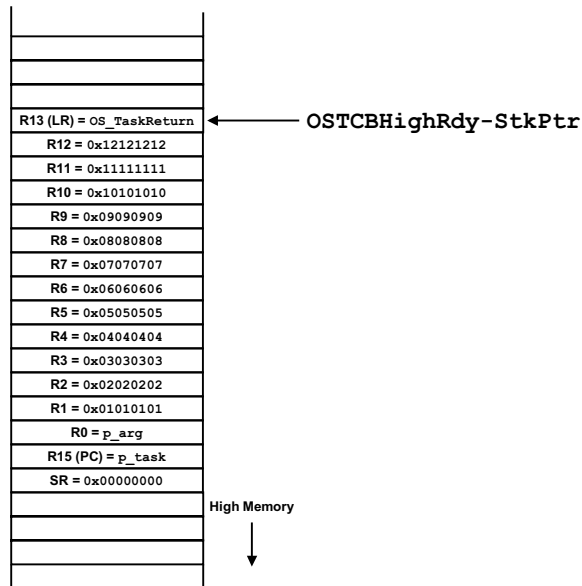 R13 (LR) = OS_TaskReturn
OSTCBHighRdy-StkPtr
R12 = 0x12121212
R11 = 0x11111111
R10 = 0x10101010
R9 = 0x09090909
R8 = 0x08080808
R7 = 0x07070707
R6 = 0x06060606
R5 = 0x05050505
R4 = 0x04040404
R3 = 0x03030303
R2 = 0x02020202
R1 = 0x01010101
R0 = p_arg
R15 (PC) = p_task
SR = 0x00000000
High Memory